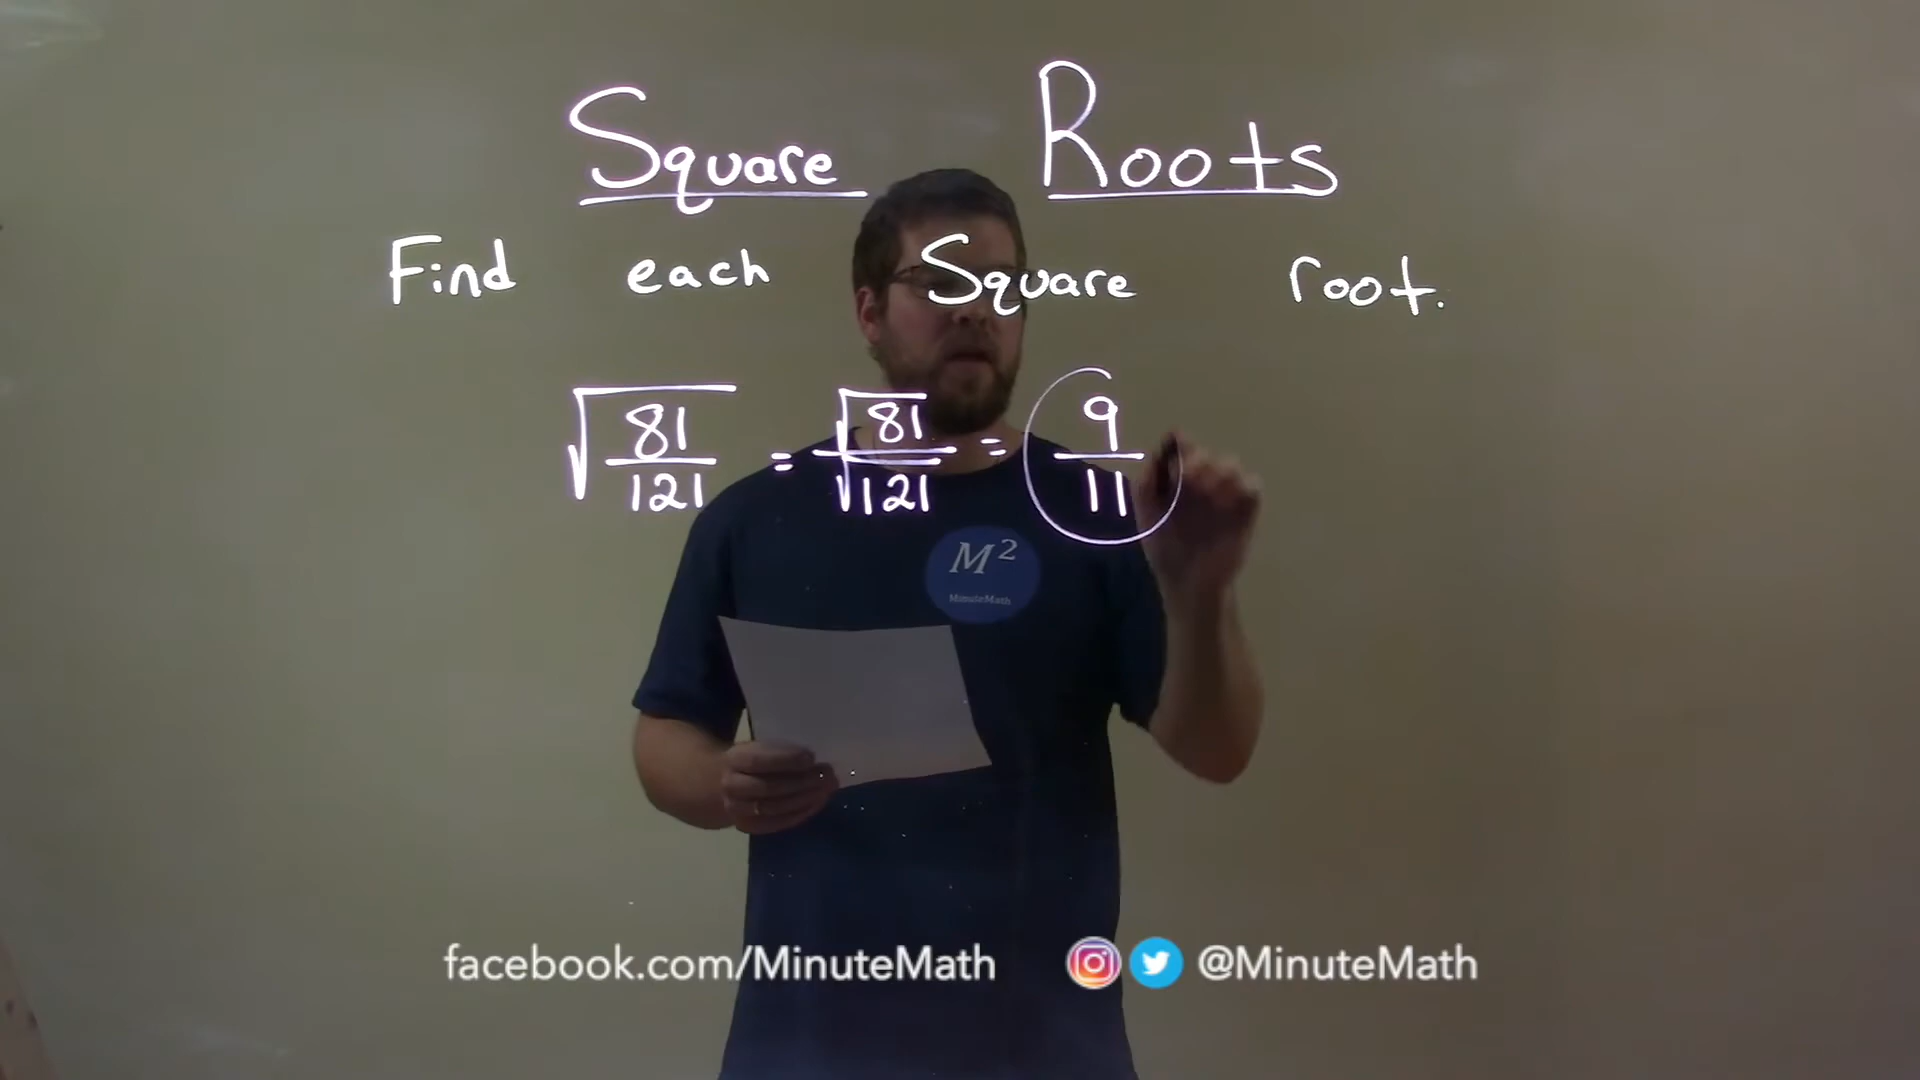 Square Roots
Find each Square root.
√(81/121) = √81/√121 = 9/11
M²
MinuteMath
facebook.com/MinuteMath @MinuteMath